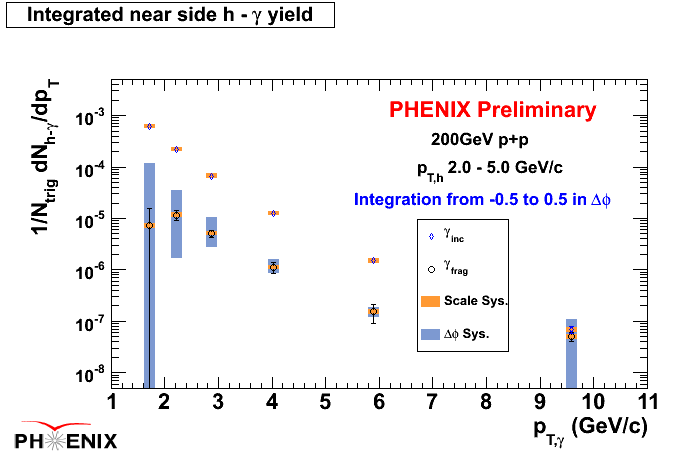 Integrated near side h - γ yield
1/N_trig dN_h-γ/dp_T
10^-3
10^-4
10^-5
10^-6
10^-7
10^-8
PHENIX Preliminary
200GeV p+p
p_T,h 2.0 - 5.0 GeV/c
Integration from -0.5 to 0.5 in Δϕ
γ_inc
γ_frag
Scale Sys.
Δϕ Sys.
1 2 3 4 5 6 7 8 9 10 11
p_T,γ (GeV/c)
PHENIX